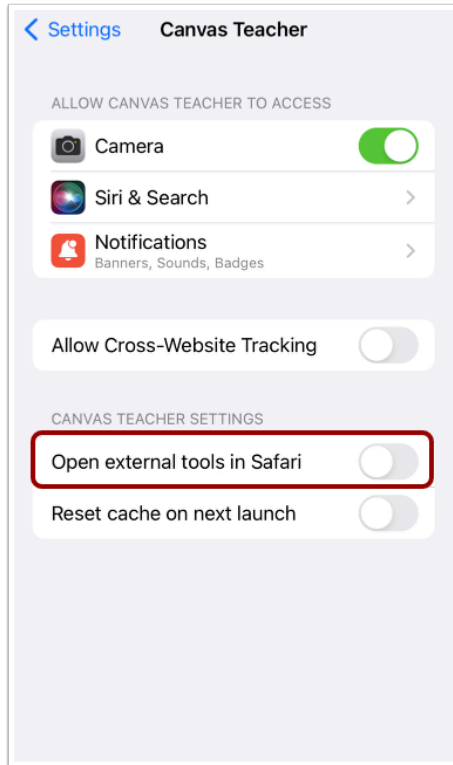 Settings Canvas Teacher
ALLOW CANVAS TEACHER TO ACCESS
Camera
Siri & Search
Notifications
Banners, Sounds, Badges
Allow Cross-Website Tracking
CANVAS TEACHER SETTINGS
Open external tools in Safari
Reset cache on next launch